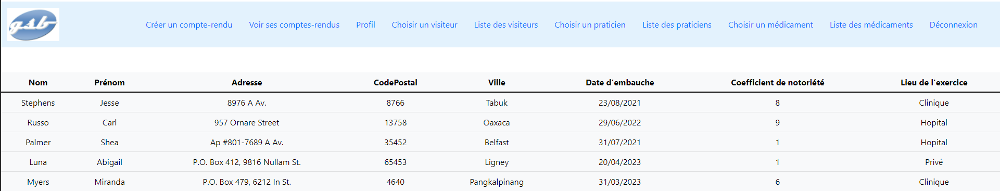 gsb
Créer un compte-rendu Voir ses comptes-rendus Profil Choisir un visiteur Liste des visiteurs Choisir un praticien Liste des praticiens Choisir un médicament Liste des médicaments Déconnexion
Nom Prénom Adresse CodePostal Ville Date d'embauche Coefficient de notoriété Lieu de l'exercice
Stephens Jesse 8976 A Av. 8766 Tabuk 23/08/2021 8 Clinique
Russo Carl 957 Ornare Street 13758 Oaxaca 29/06/2022 9 Hopital
Palmer Shea Ap #801-7689 A Av. 35452 Belfast 31/07/2021 1 Hopital
Luna Abigail P.O. Box 412, 9816 Nullam St. 65453 Ligney 20/04/2023 1 Privé
Myers Miranda P.O. Box 479, 6212 In St. 4640 Pangkalpinang 31/03/2023 6 Clinique